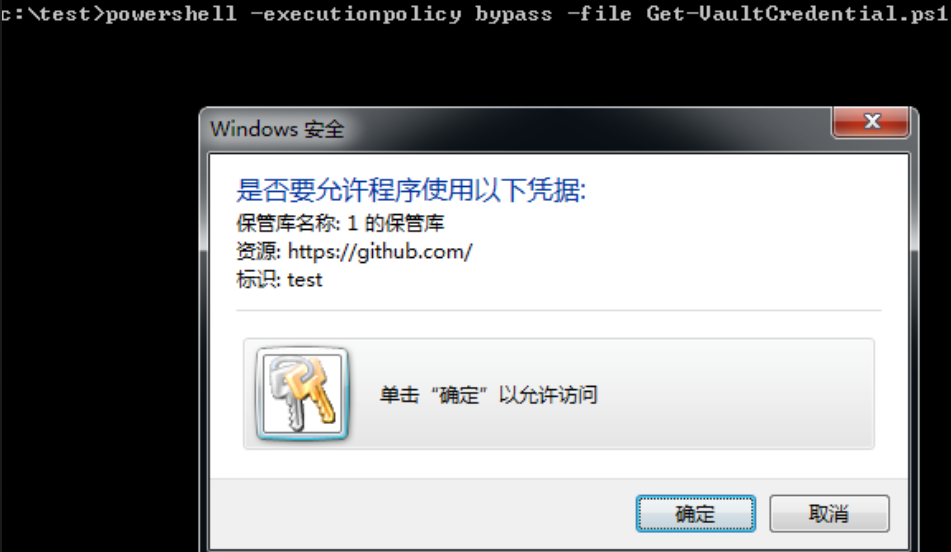 c:\test>powershell -executionpolicy bypass -file Get-VaultCredential.ps1
Windows 安全
是否要允许程序使用以下凭据:
保管库名称: 1 的保管库
资源: https://github.com/
标识: test
单击“确定”以允许访问
确定
取消